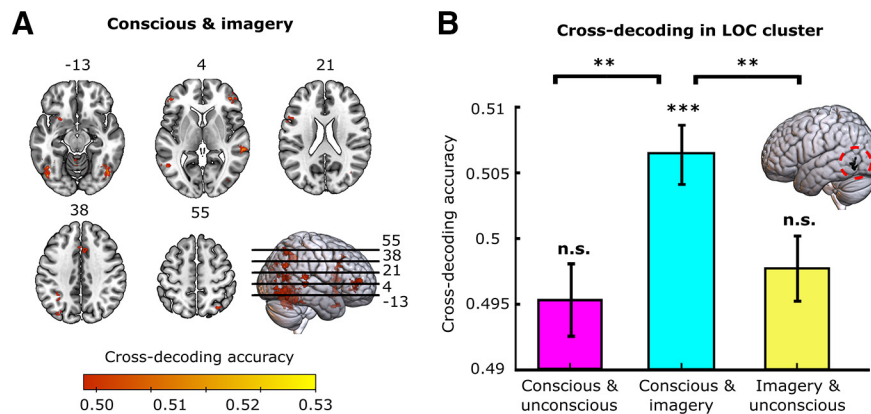 A
Conscious & imagery
-13
4
21
38
55
55
38
21
4
-13
Cross-decoding accuracy
0.50 0.51 0.52 0.53
B
Cross-decoding in LOC cluster
** **
***
n.s.
n.s.
Cross-decoding accuracy
0.51
0.505
0.5
0.495
0.49
Conscious & unconscious
Conscious & imagery
Imagery & unconscious